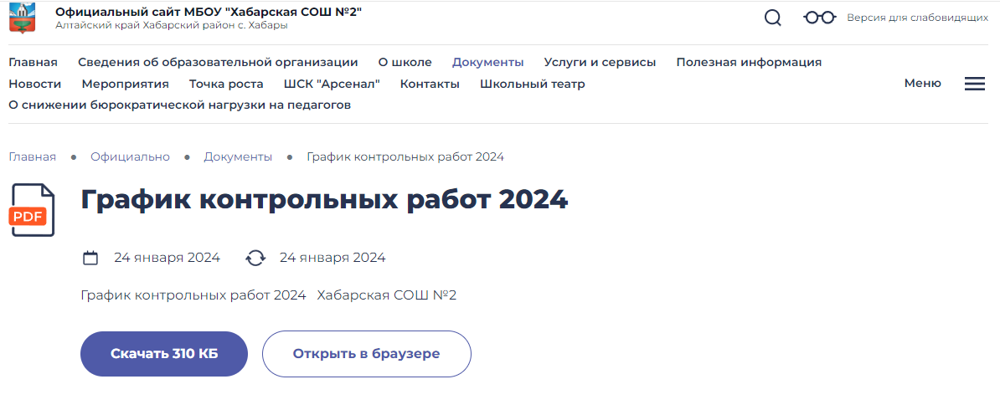 Официальный сайт МБОУ "Хабарская СОШ №2"
Алтайский край Хабарский район с. Хабары
Версия для слабовидящих
Главная Сведения об образовательной организации О школе Документы Услуги и сервисы Полезная информация
Новости Мероприятия Точка роста ШСК "Арсенал" Контакты Школьный театр
Меню
О снижении бюрократической нагрузки на педагогов
Главная • Официально • Документы • График контрольных работ 2024
PDF
График контрольных работ 2024
24 января 2024 24 января 2024
График контрольных работ 2024 Хабарская СОШ №2
Скачать 310 КБ Открыть в браузере